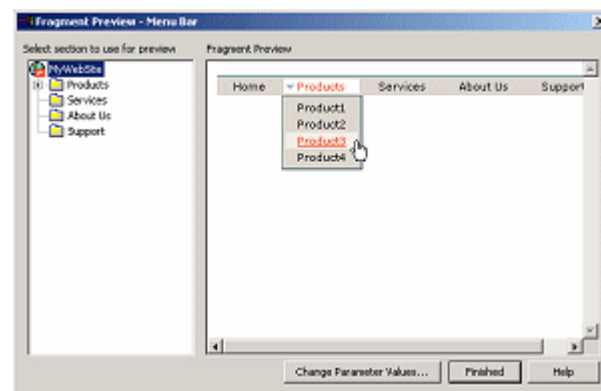 Fragment Preview - Menu Bar
Select section to use for preview
Fragment Preview
MyWebSite
Products
Services
About Us
Support
Home Products Services About Us Support
Product1
Product2
Product3
Product4
Change Parameter Values... Finished Help